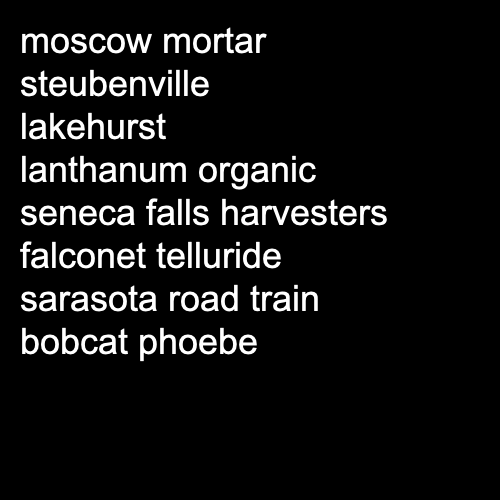 moscow mortar
steubenville
lakehurst
lanthanum organic
seneca falls harvesters
falconet telluride
sarasota road train
bobcat phoebe